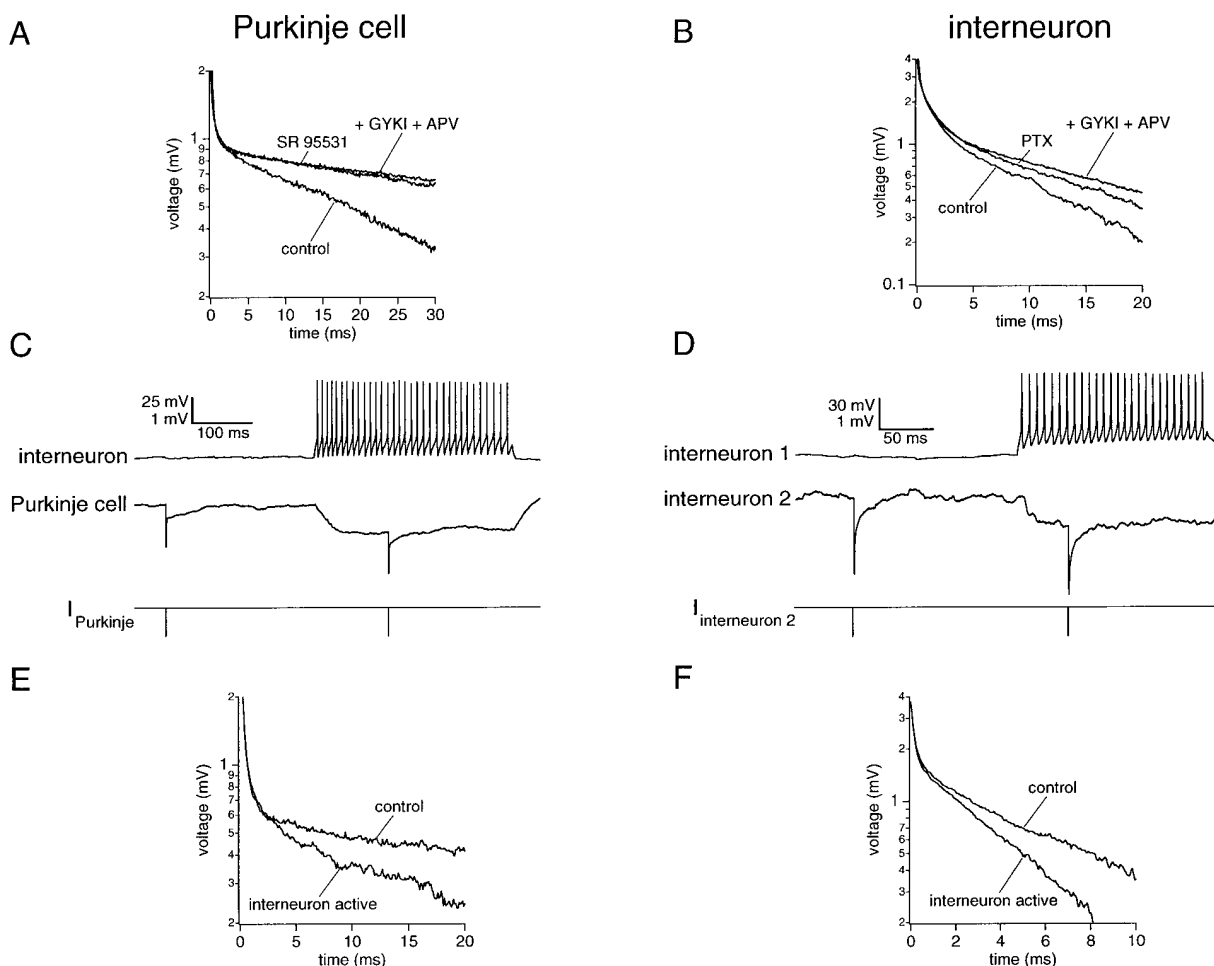 A
Purkinje cell
B
interneuron
2
1
9
8
7
6
5
4
3
2
voltage (mV)
SR 95531
+ GYKI + APV
control
0 5 10 15 20 25 30
time (ms)
4
3
2
1
6
5
4
3
2
0.1
voltage (mV)
PTX
+ GYKI + APV
control
0 5 10 15 20
time (ms)
C
25 mV
1 mV
100 ms
interneuron
Purkinje cell
I Purkinje
D
30 mV
1 mV
50 ms
interneuron 1
interneuron 2
I interneuron 2
E
2
1
9
8
7
6
5
4
3
2
voltage (mV)
control
interneuron active
0 5 10 15 20
time (ms)
F
4
3
2
1
7
6
5
4
3
2
voltage (mV)
control
interneuron active
0 2 4 6 8 10
time (ms)